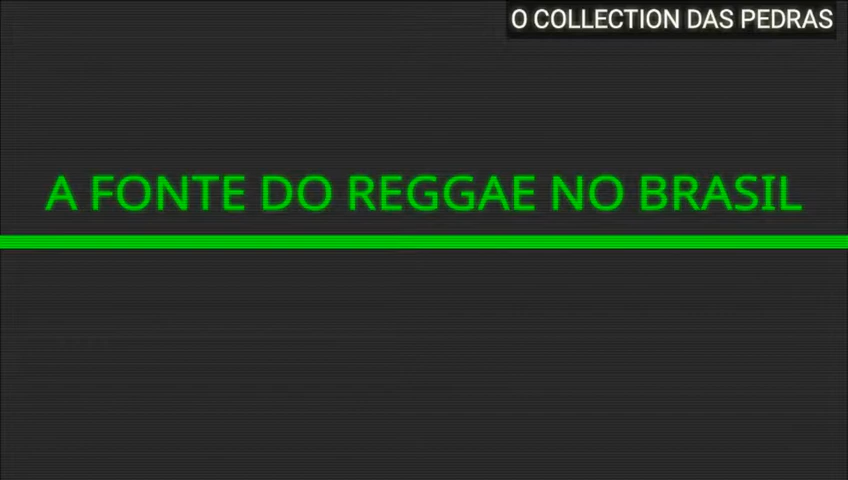 O COLLECTION DAS PEDRAS
A FONTE DO REGGAE NO BRASIL